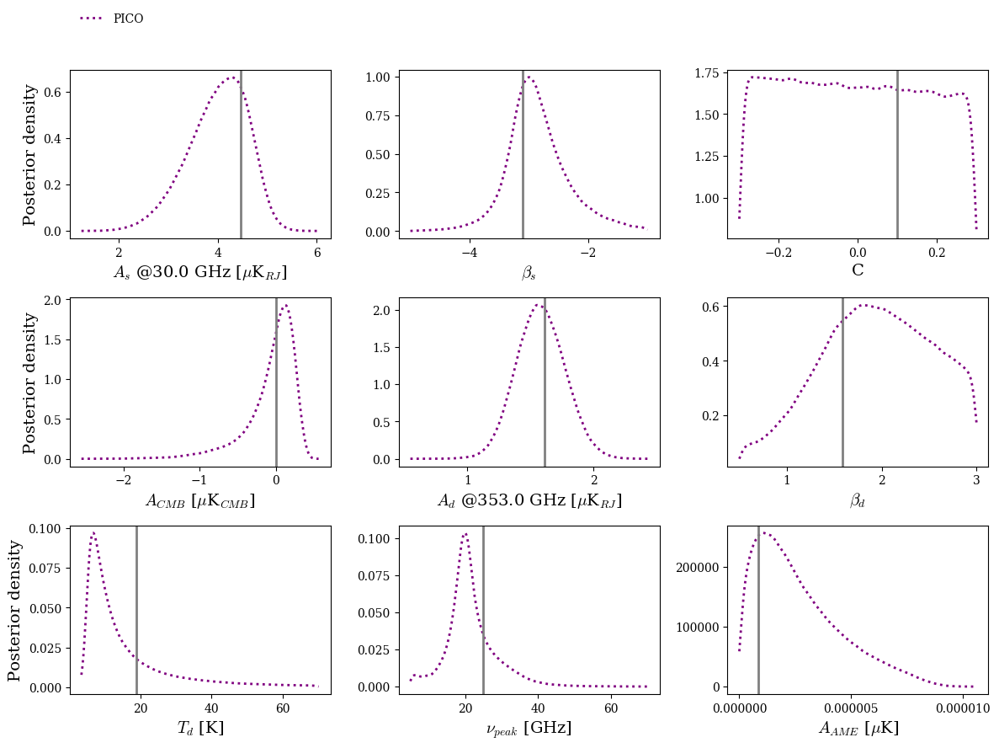 PICO
Posterior density
0.6
0.4
0.2
0.0
2 4 6
A_s @30.0 GHz [μK_RJ]
1.00
0.75
0.50
0.25
0.00
−4 −2
β_s
1.75
1.50
1.25
1.00
−0.2 0.0 0.2
C
Posterior density
2.0
1.5
1.0
0.5
0.0
−2 −1 0
A_CMB [μK_CMB]
2.0
1.5
1.0
0.5
0.0
1 2
A_d @353.0 GHz [μK_RJ]
0.6
0.4
0.2
1 2 3
β_d
Posterior density
0.100
0.075
0.050
0.025
0.000
20 40 60
T_d [K]
0.100
0.075
0.050
0.025
0.000
20 40 60
ν_peak [GHz]
200000
100000
0
0.000000 0.000005 0.000010
A_AME [μK]